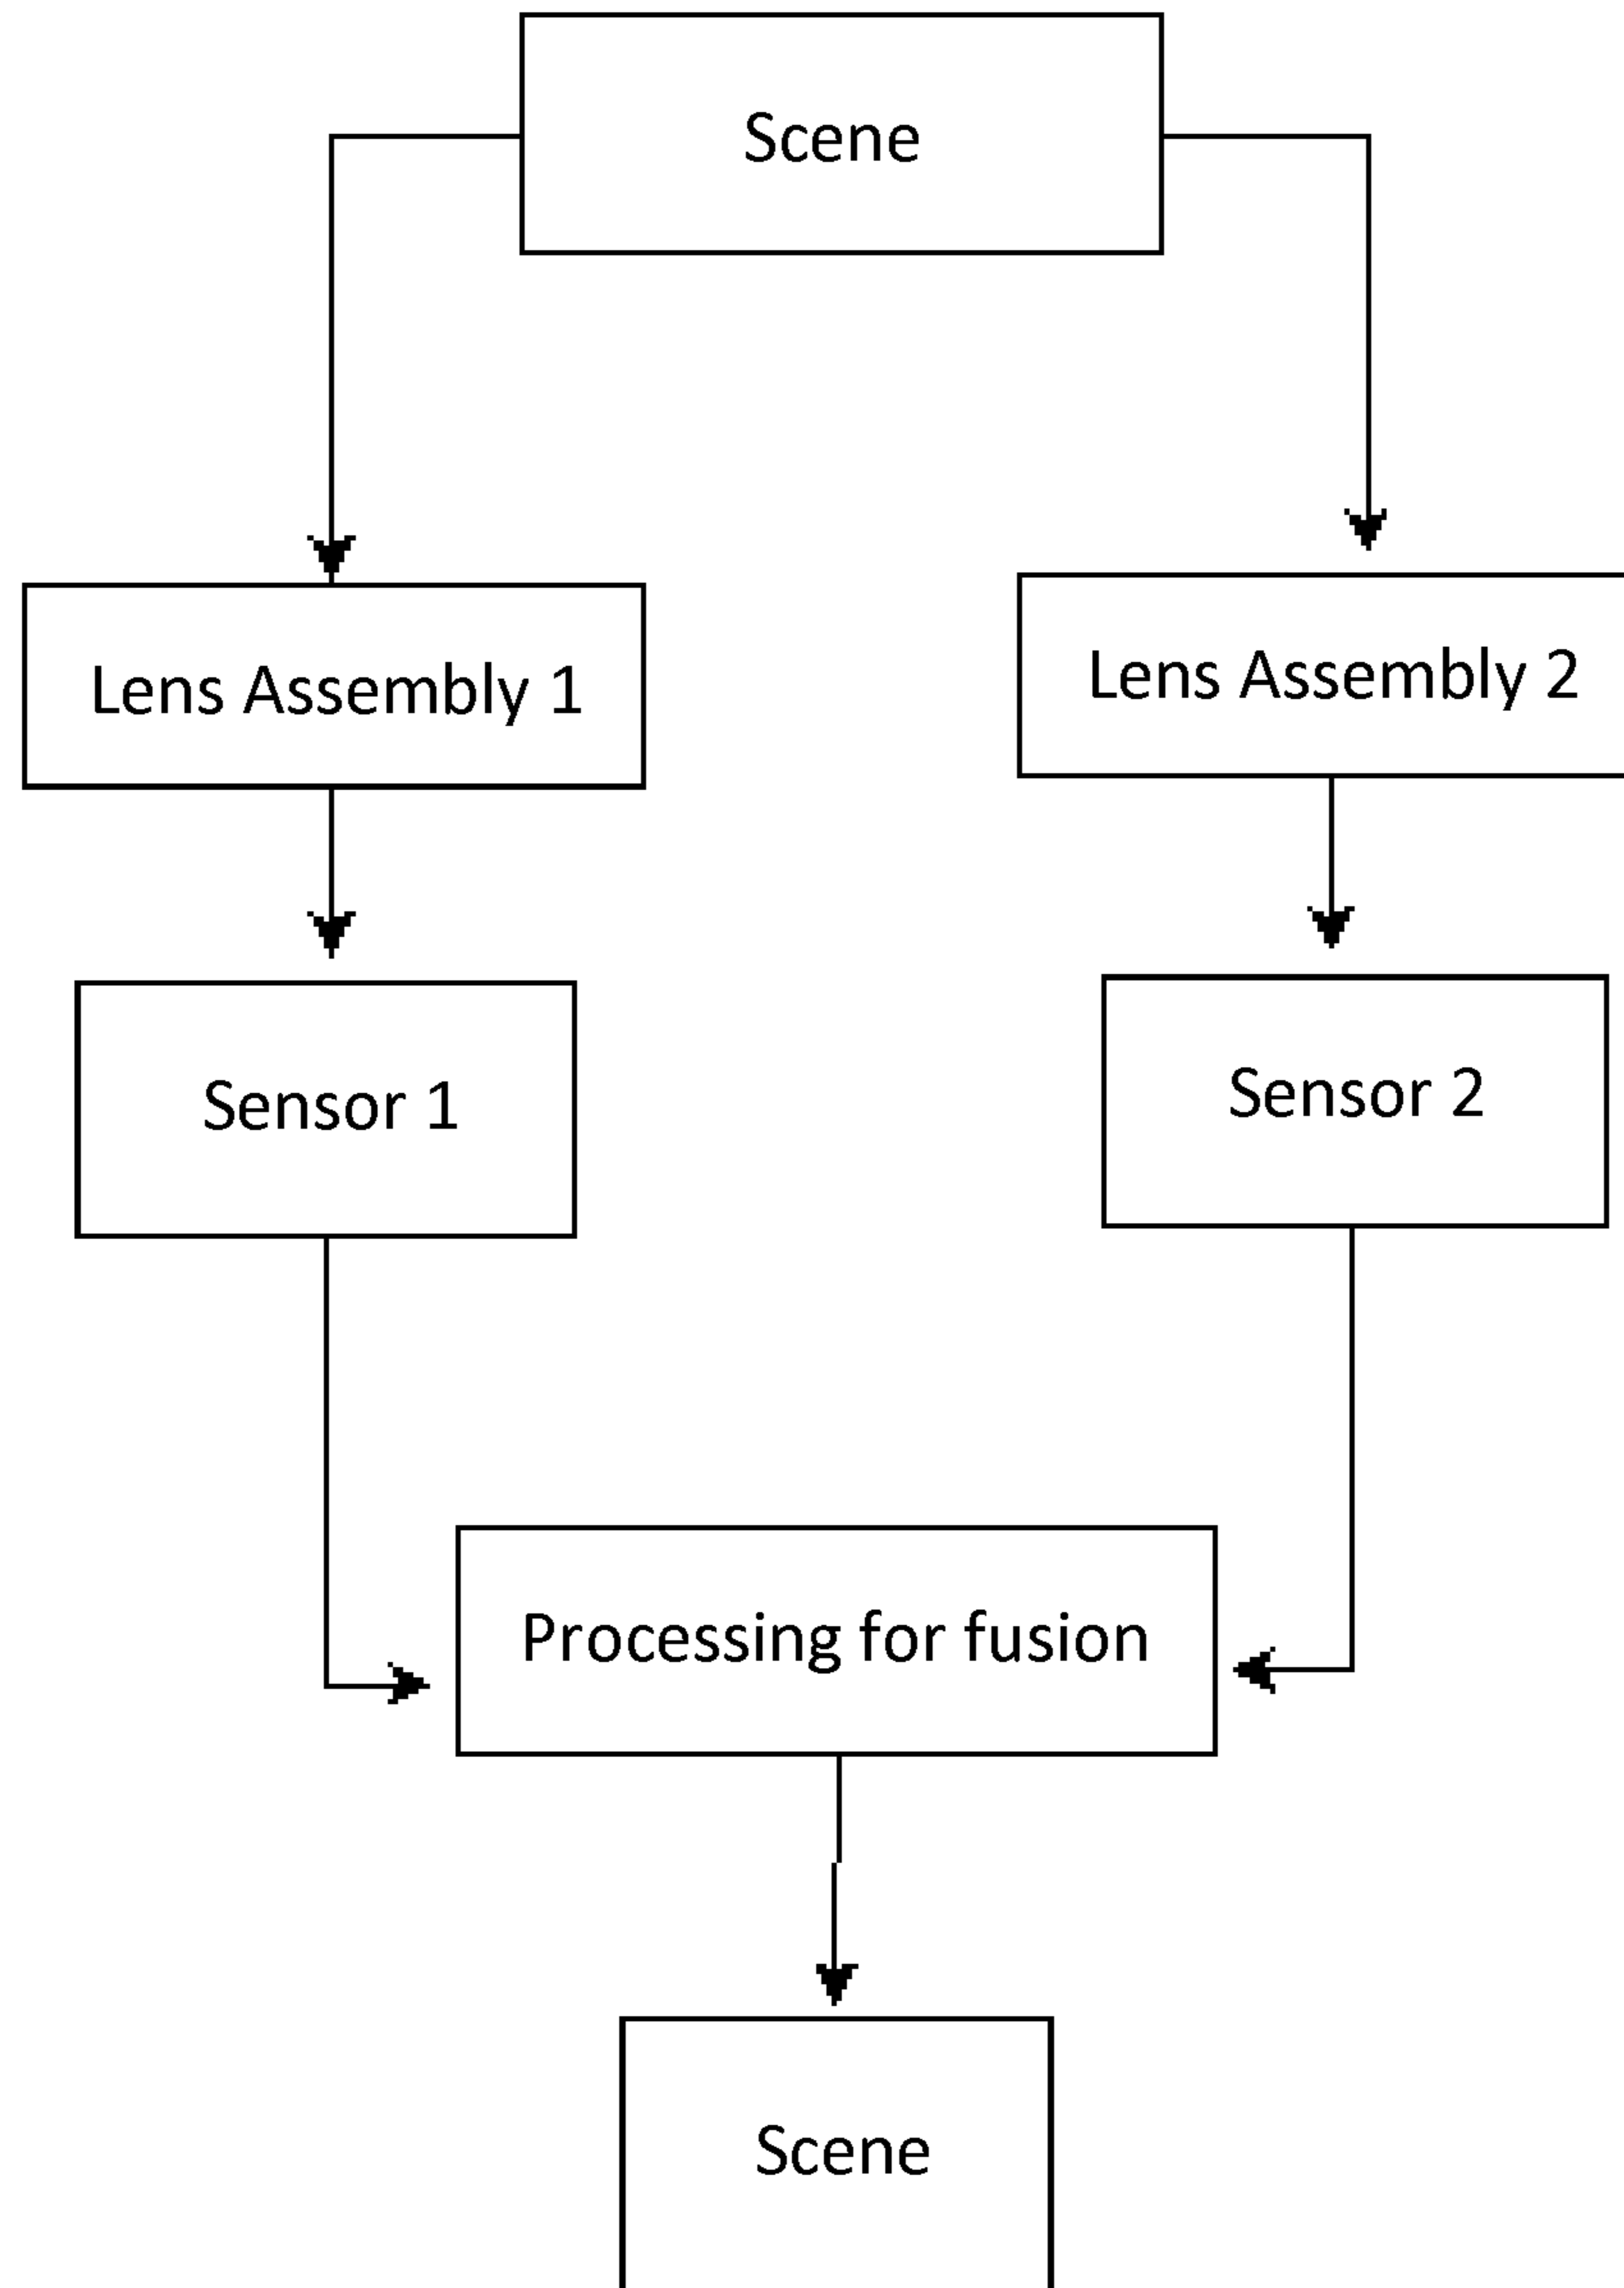 Scene
Lens Assembly 1
Lens Assembly 2
Sensor 1
Sensor 2
Processing for fusion
Scene